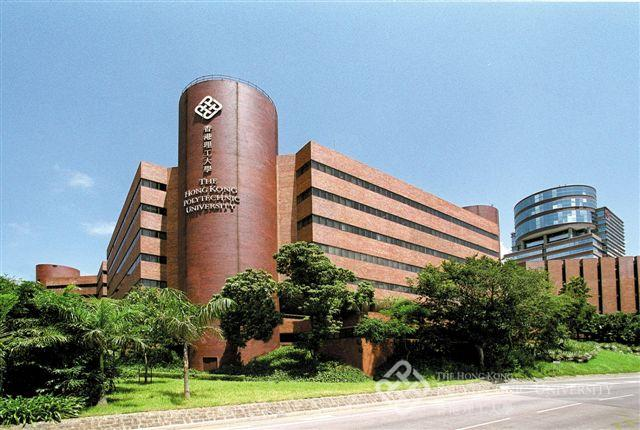 香港理工大學
THE
HONG KONG
POLYTECHNIC
UNIVERSITY
THE HONG KONG